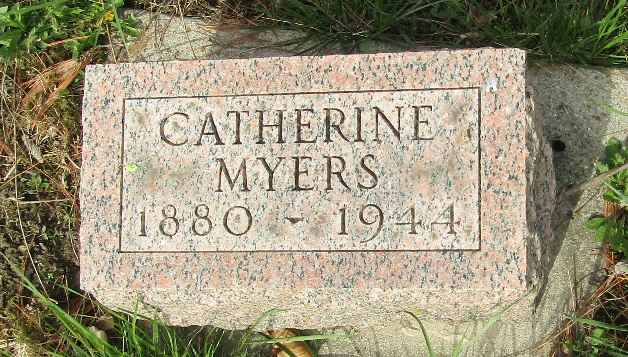 CATHERINE
MYERS
1880 - 1944